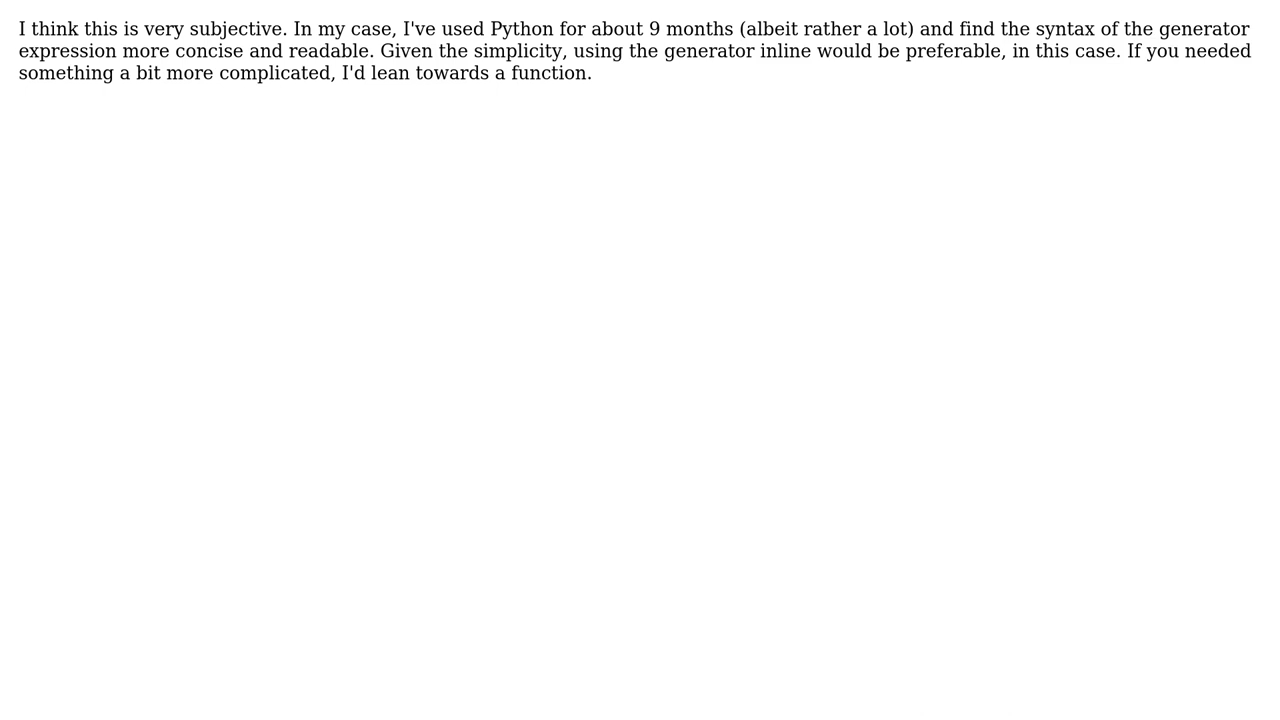 I think this is very subjective. In my case, I've used Python for about 9 months (albeit rather a lot) and find the syntax of the generator
expression more concise and readable. Given the simplicity, using the generator inline would be preferable, in this case. If you needed
something a bit more complicated, I'd lean towards a function.